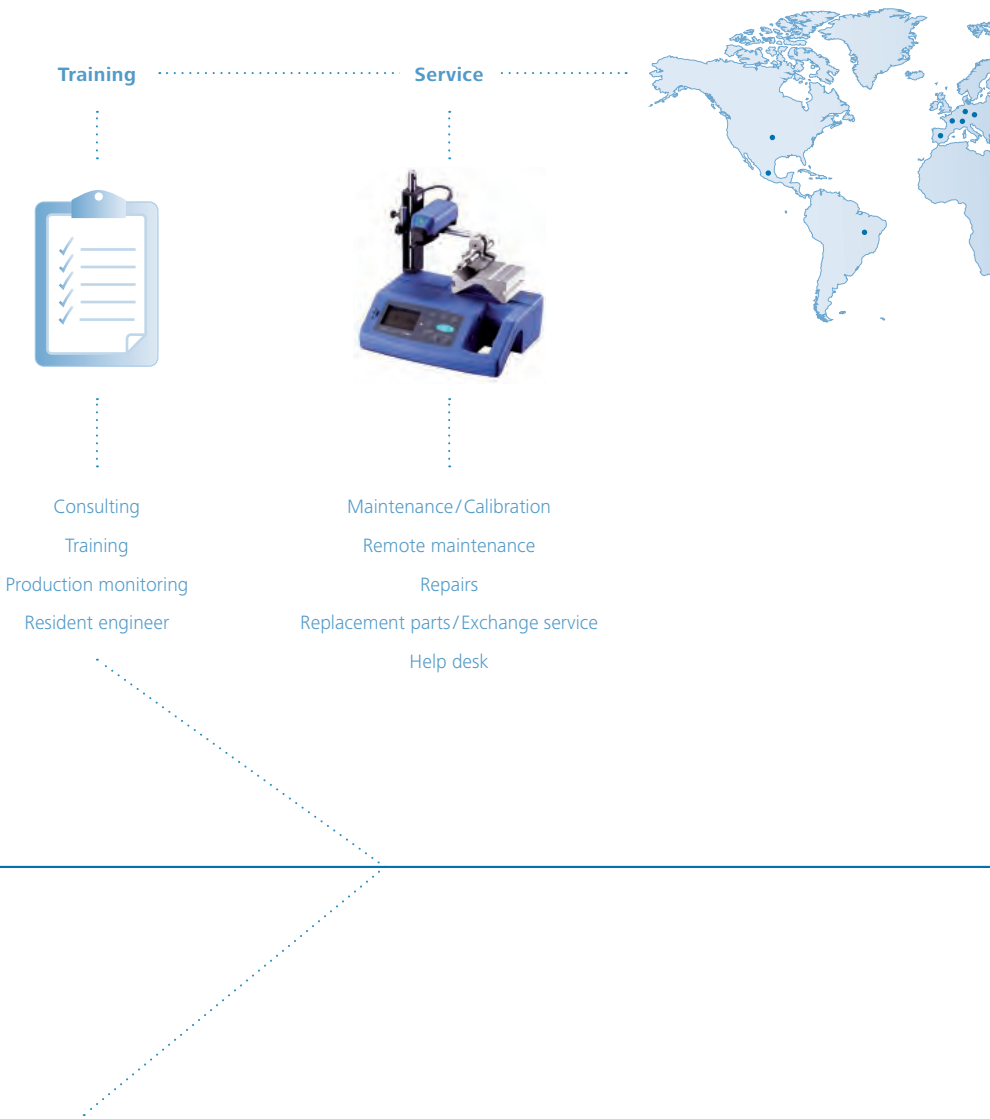 Training
Service
Consulting
Training
Production monitoring
Resident engineer
Maintenance/Calibration
Remote maintenance
Repairs
Replacement parts/Exchange service
Help desk